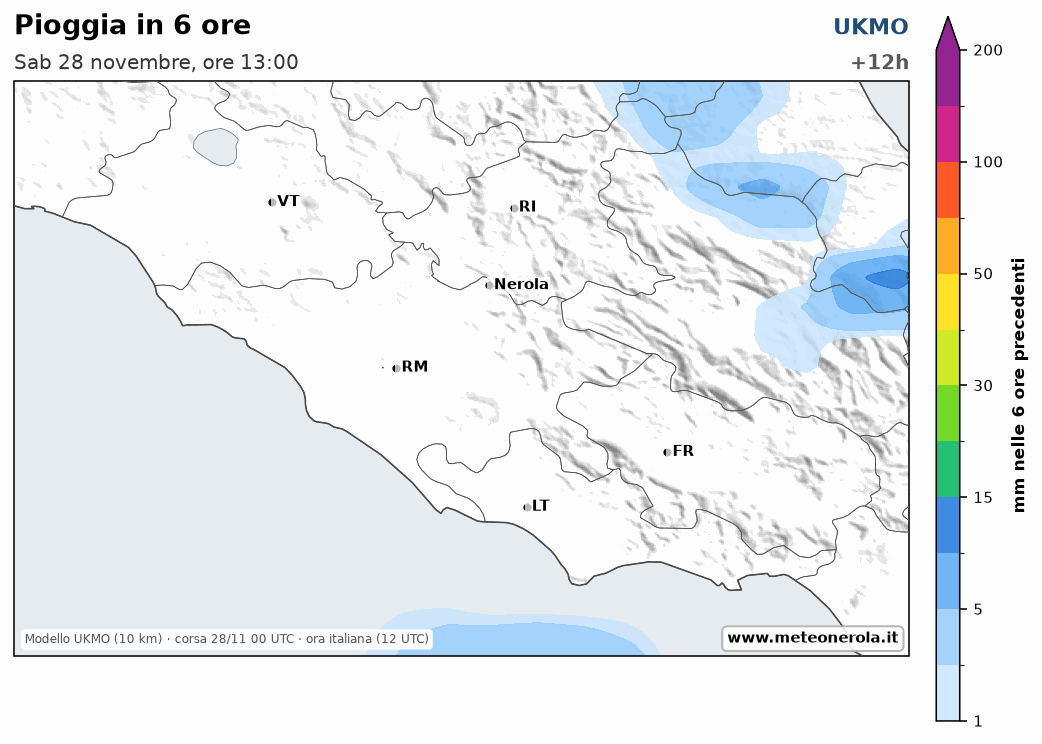 Pioggia in 6 ore
UKMO
Sab 28 novembre, ore 13:00
+12h
200
100
50
30
15
5
1
mm nelle 6 ore precedenti
VT
RI
Nerola
RM
FR
LT
Modello UKMO (10 km) · corsa 28/11 00 UTC · ora italiana (12 UTC)
www.meteonerola.it